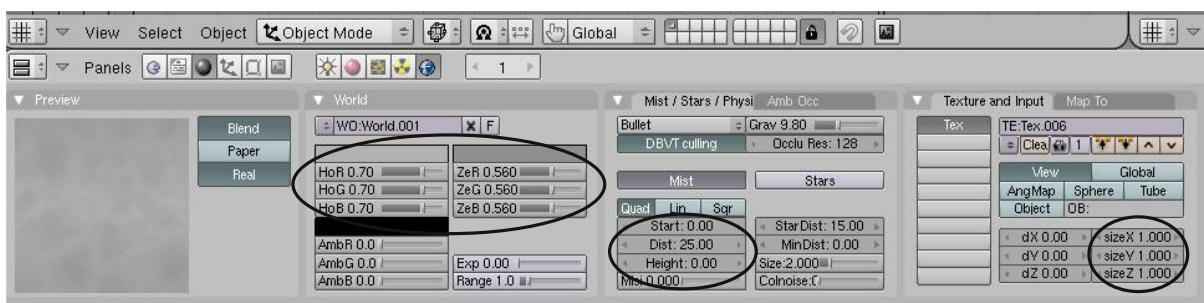 View Select Object Object Mode Global
Panels 1
Preview
Blend
Paper
Real
World
WO:World.001 X F
HoR 0.70 ZeR 0.560
HoG 0.70 ZeG 0.560
HoB 0.70 ZeB 0.560
AmbR 0.0
AmbG 0.0 Exp 0.00
AmbB 0.0 Range 1.0
Mist / Stars / Physi Amb Occ
Bullet Grav 9.80
DBVT culling Occlu Res: 128
Mist Stars
Quad Lin Sqr
Start: 0.00 StarDist: 15.00
Dist: 25.00 MinDist: 0.00
Height: 0.00 Size:2.000
Misi 0.000 Colnoise:
Texture and Input Map To
Tex TE:Tex.006
Clea 1
View Global
AngMap Sphere Tube
Object OB:
dX 0.00 sizeX 1.000
dY 0.00 sizeY 1.000
dZ 0.00 sizeZ 1.000